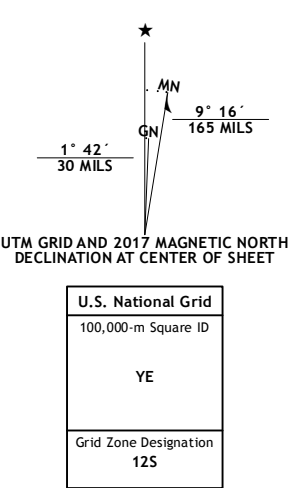 ★
MN
GN
9° 16´
165 MILS
1° 42´
30 MILS
UTM GRID AND 2017 MAGNETIC NORTH
DECLINATION AT CENTER OF SHEET
U.S. National Grid
100,000-m Square ID
YE
Grid Zone Designation
12S